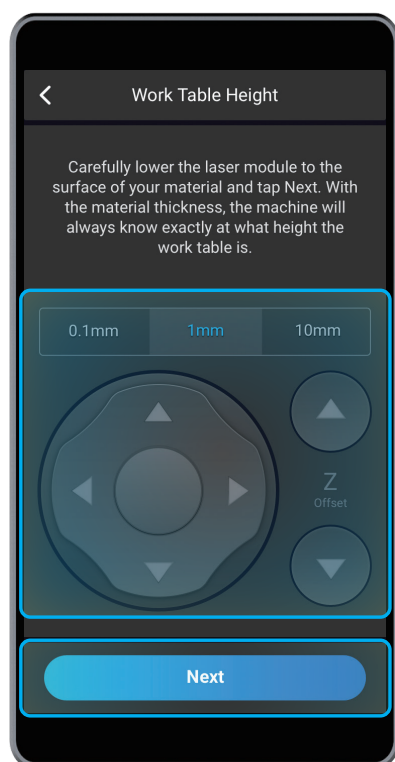 Work Table Height
Carefully lower the laser module to the
surface of your material and tap Next. With
the material thickness, the machine will
always know exactly at what height the
work table is.
0.1mm 1mm 10mm
Z
Offset
Next